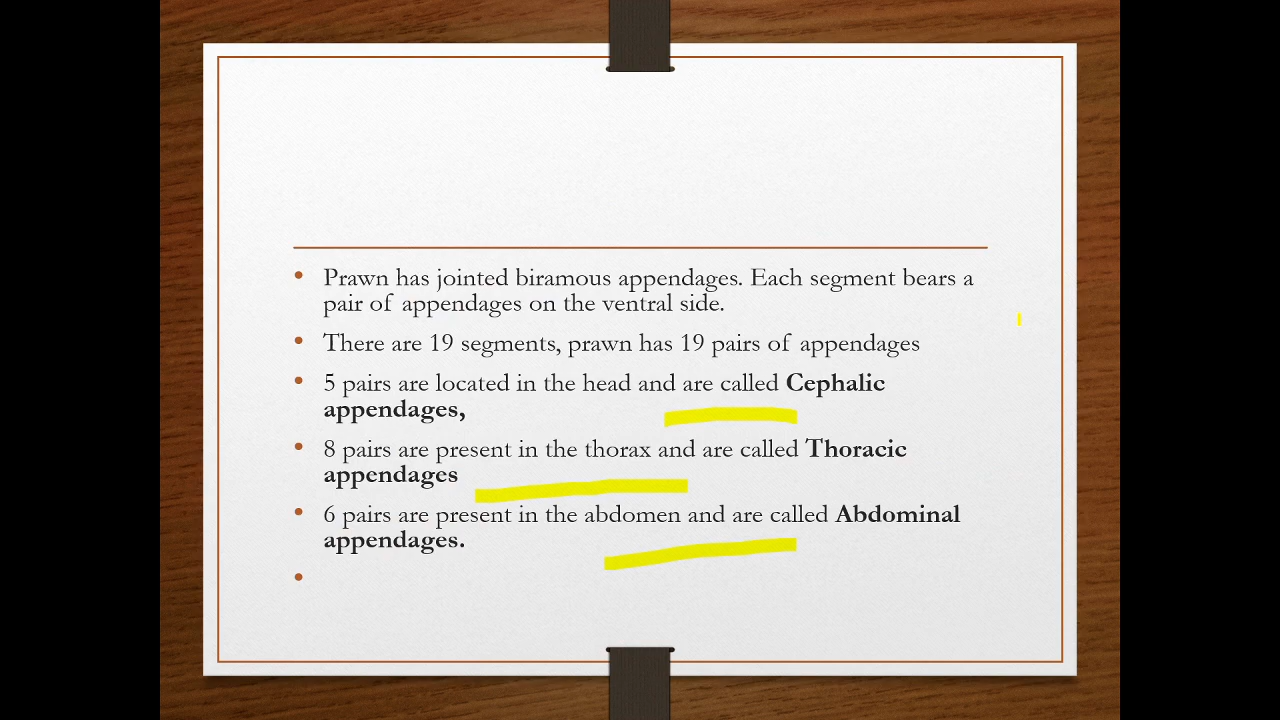 Prawn has jointed biramous appendages. Each segment bears a
pair of appendages on the ventral side.
There are 19 segments, prawn has 19 pairs of appendages
5 pairs are located in the head and are called Cephalic
appendages,
8 pairs are present in the thorax and are called Thoracic
appendages
6 pairs are present in the abdomen and are called Abdominal
appendages.